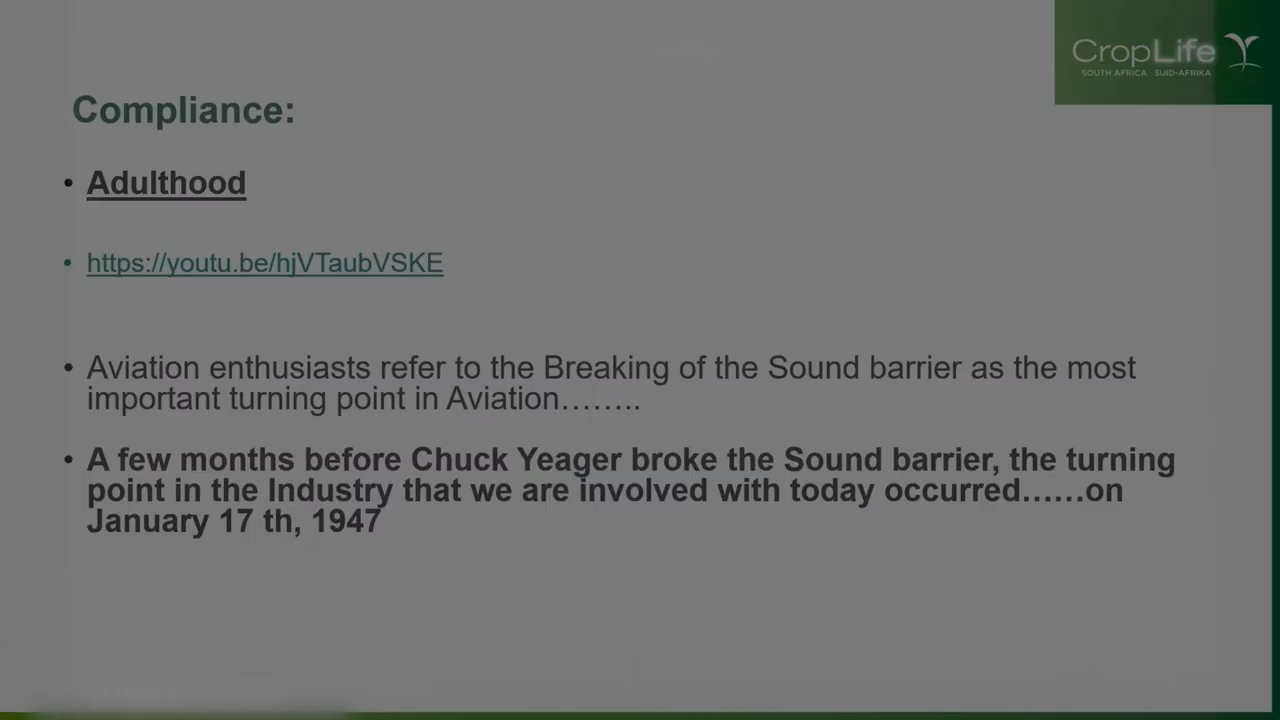 CropLife
SOUTH AFRICA SUID-AFRIKA
Compliance:
• Adulthood
• https://youtu.be/hjVTaubVSKE
• Aviation enthusiasts refer to the Breaking of the Sound barrier as the most
important turning point in Aviation……..
• A few months before Chuck Yeager broke the Sound barrier, the turning
point in the Industry that we are involved with today occurred……on
January 17 th, 1947